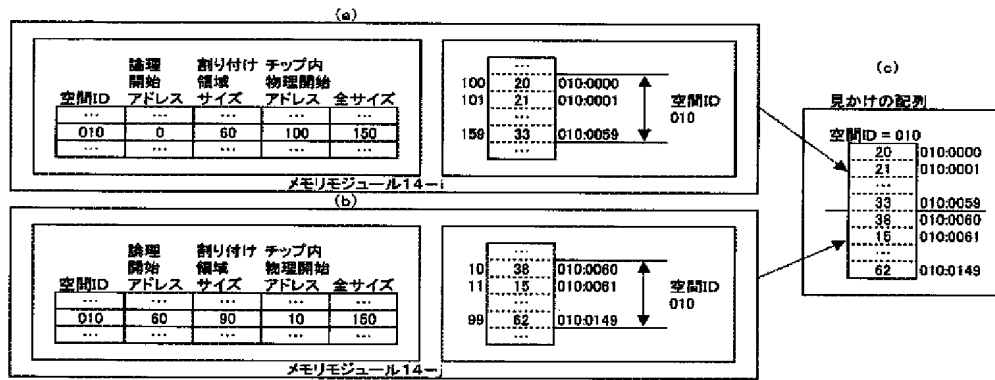 (a)
論理 割り付け チップ内
開始 領域 物理開始
空間ID アドレス サイズ アドレス 全サイズ
... ... ... ... ...
010 0 60 100 150
... ... ... ... ...
...
100 20 010:0000
101 21 010:0001
...
159 33 010:0059
...
空間ID
010
メモリモジュール14-i
(b)
論理 割り付け チップ内
開始 領域 物理開始
空間ID アドレス サイズ アドレス 全サイズ
... ... ... ... ...
010 60 90 10 150
... ... ... ... ...
...
10 38 010:0060
11 15 010:0061
...
99 62 010:0149
...
空間ID
010
メモリモジュール14-j
(c)
見かけの配列
空間ID = 010
20 010:0000
21 010:0001
...
33 010:0059
38 010:0060
15 010:0061
...
62 010:0149